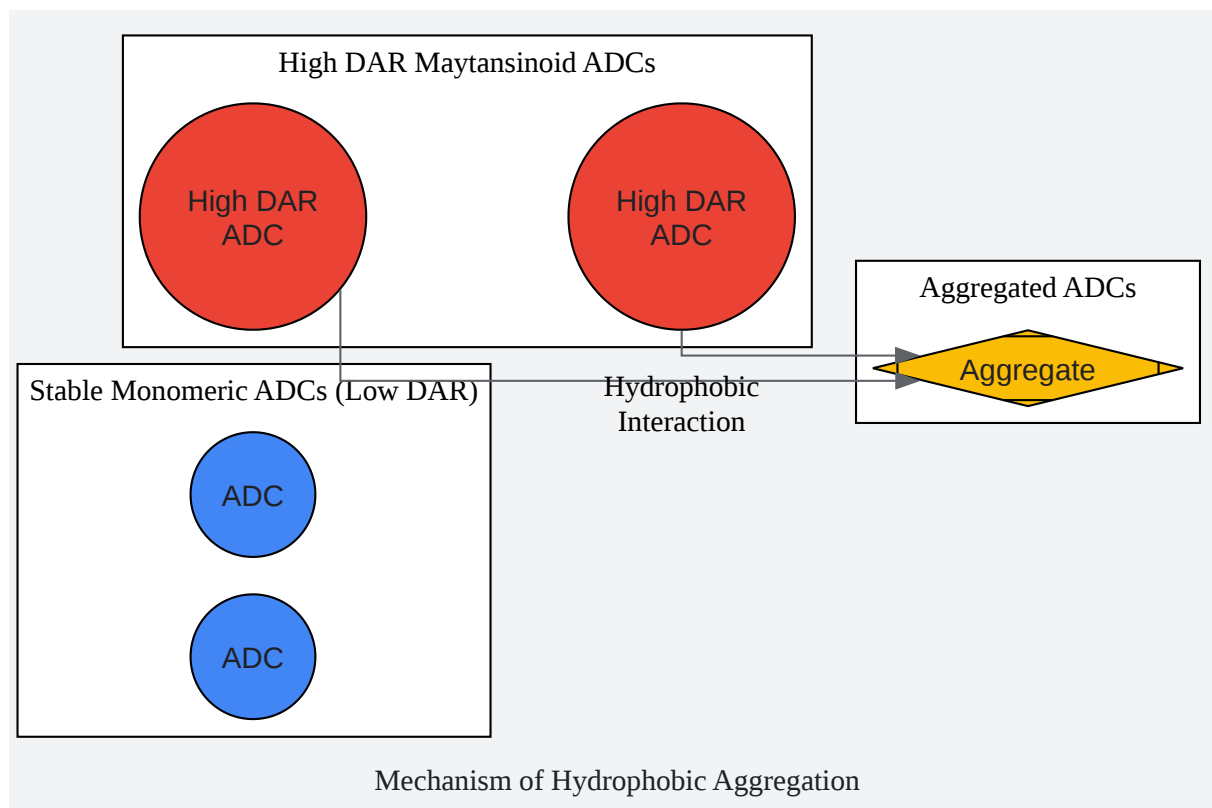 High DAR Maytansinoid ADCs
High DAR
ADC
High DAR
ADC
Aggregated ADCs
Aggregate
Hydrophobic
Interaction
Stable Monomeric ADCs (Low DAR)
ADC
ADC
Mechanism of Hydrophobic Aggregation